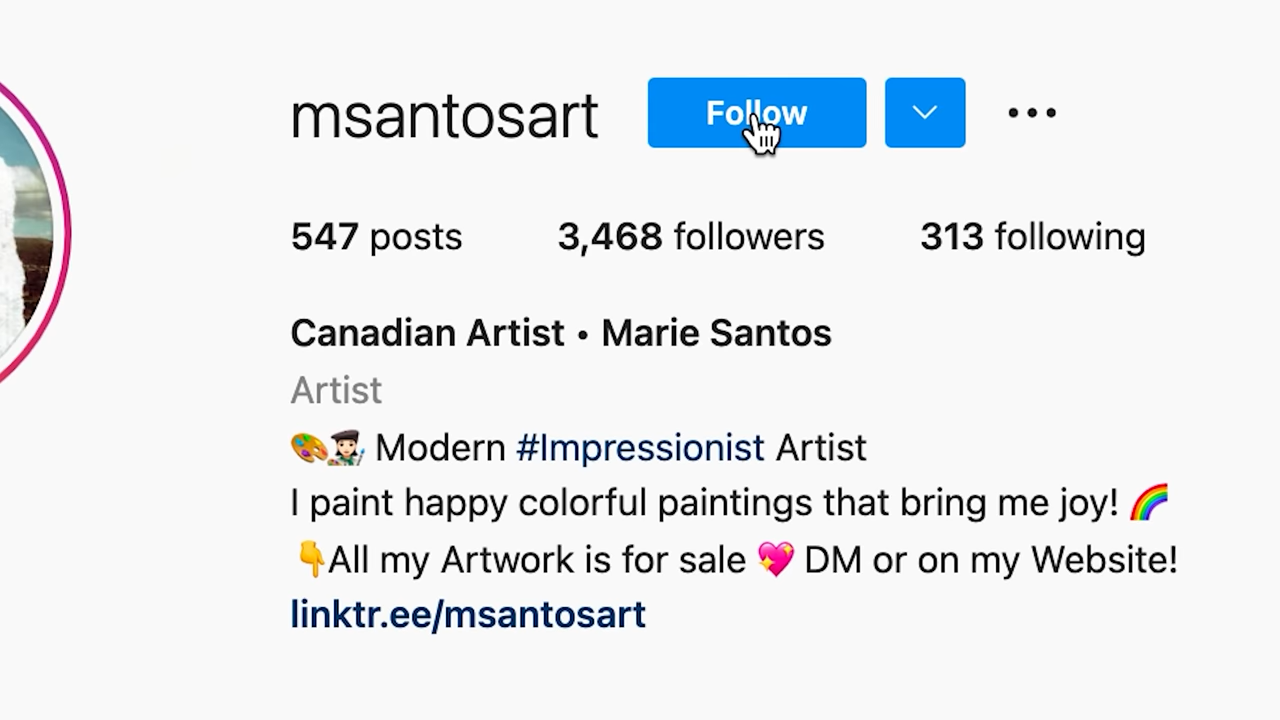 msantosart Follow
547 posts 3,468 followers 313 following
Canadian Artist • Marie Santos
Artist
🎨👩🏻‍🎨 Modern #Impressionist Artist
I paint happy colorful paintings that bring me joy! 🌈
👇All my Artwork is for sale 💖 DM or on my Website!
linktr.ee/msantosart